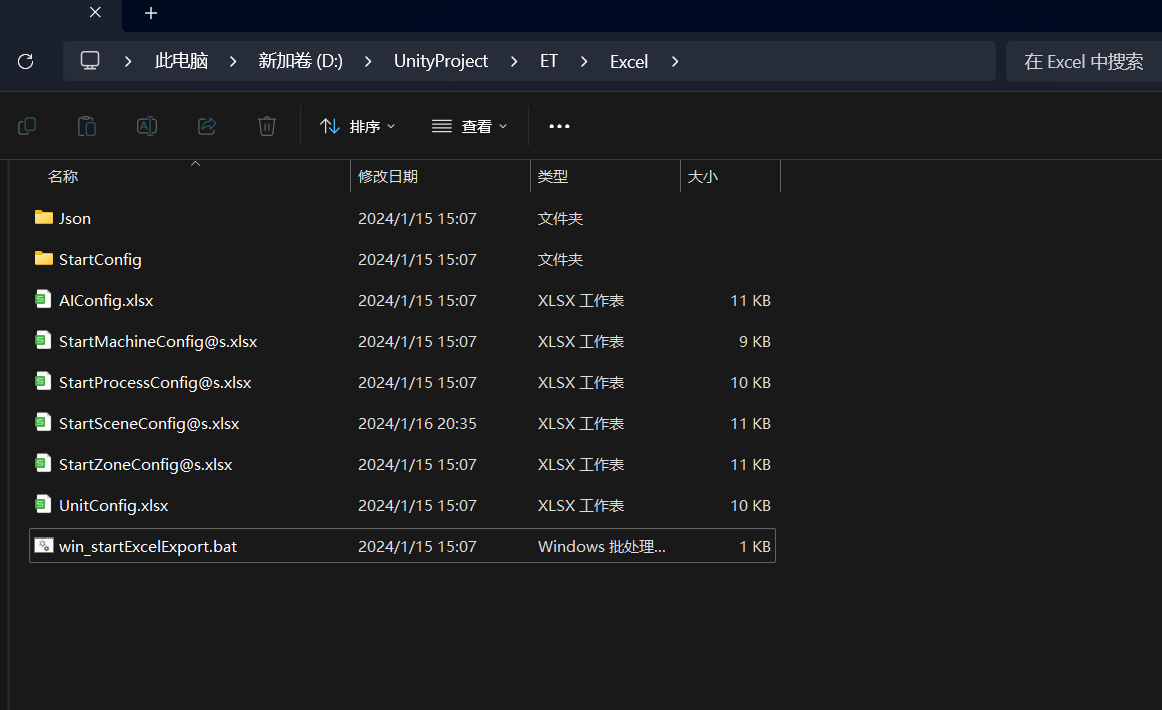 此电脑 > 新加卷 (D:) > UnityProject > ET > Excel >
在 Excel 中搜索
排序 查看 •••
名称 修改日期 类型 大小
Json 2024/1/15 15:07 文件夹
StartConfig 2024/1/15 15:07 文件夹
AIConfig.xlsx 2024/1/15 15:07 XLSX 工作表 11 KB
StartMachineConfig@s.xlsx 2024/1/15 15:07 XLSX 工作表 9 KB
StartProcessConfig@s.xlsx 2024/1/15 15:07 XLSX 工作表 10 KB
StartSceneConfig@s.xlsx 2024/1/16 20:35 XLSX 工作表 11 KB
StartZoneConfig@s.xlsx 2024/1/15 15:07 XLSX 工作表 11 KB
UnitConfig.xlsx 2024/1/15 15:07 XLSX 工作表 10 KB
win_startExcelExport.bat 2024/1/15 15:07 Windows 批处理... 1 KB